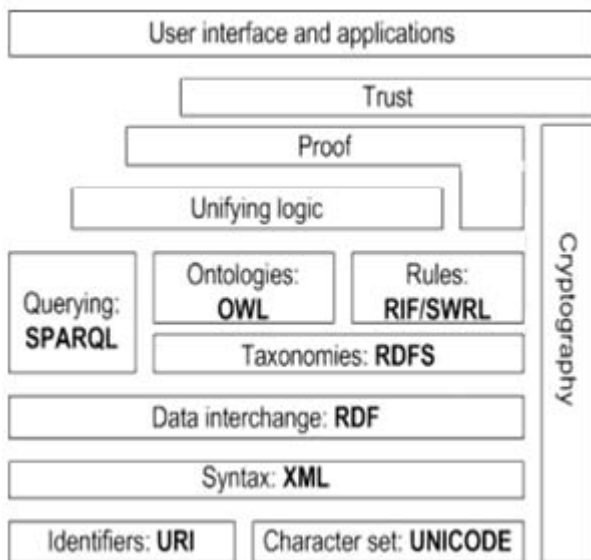 User interface and applications
Trust
Proof
Unifying logic
Querying:
SPARQL
Ontologies:
OWL
Rules:
RIF/SWRL
Taxonomies: RDFS
Data interchange: RDF
Syntax: XML
Identifiers: URI
Character set: UNICODE
Cryptography